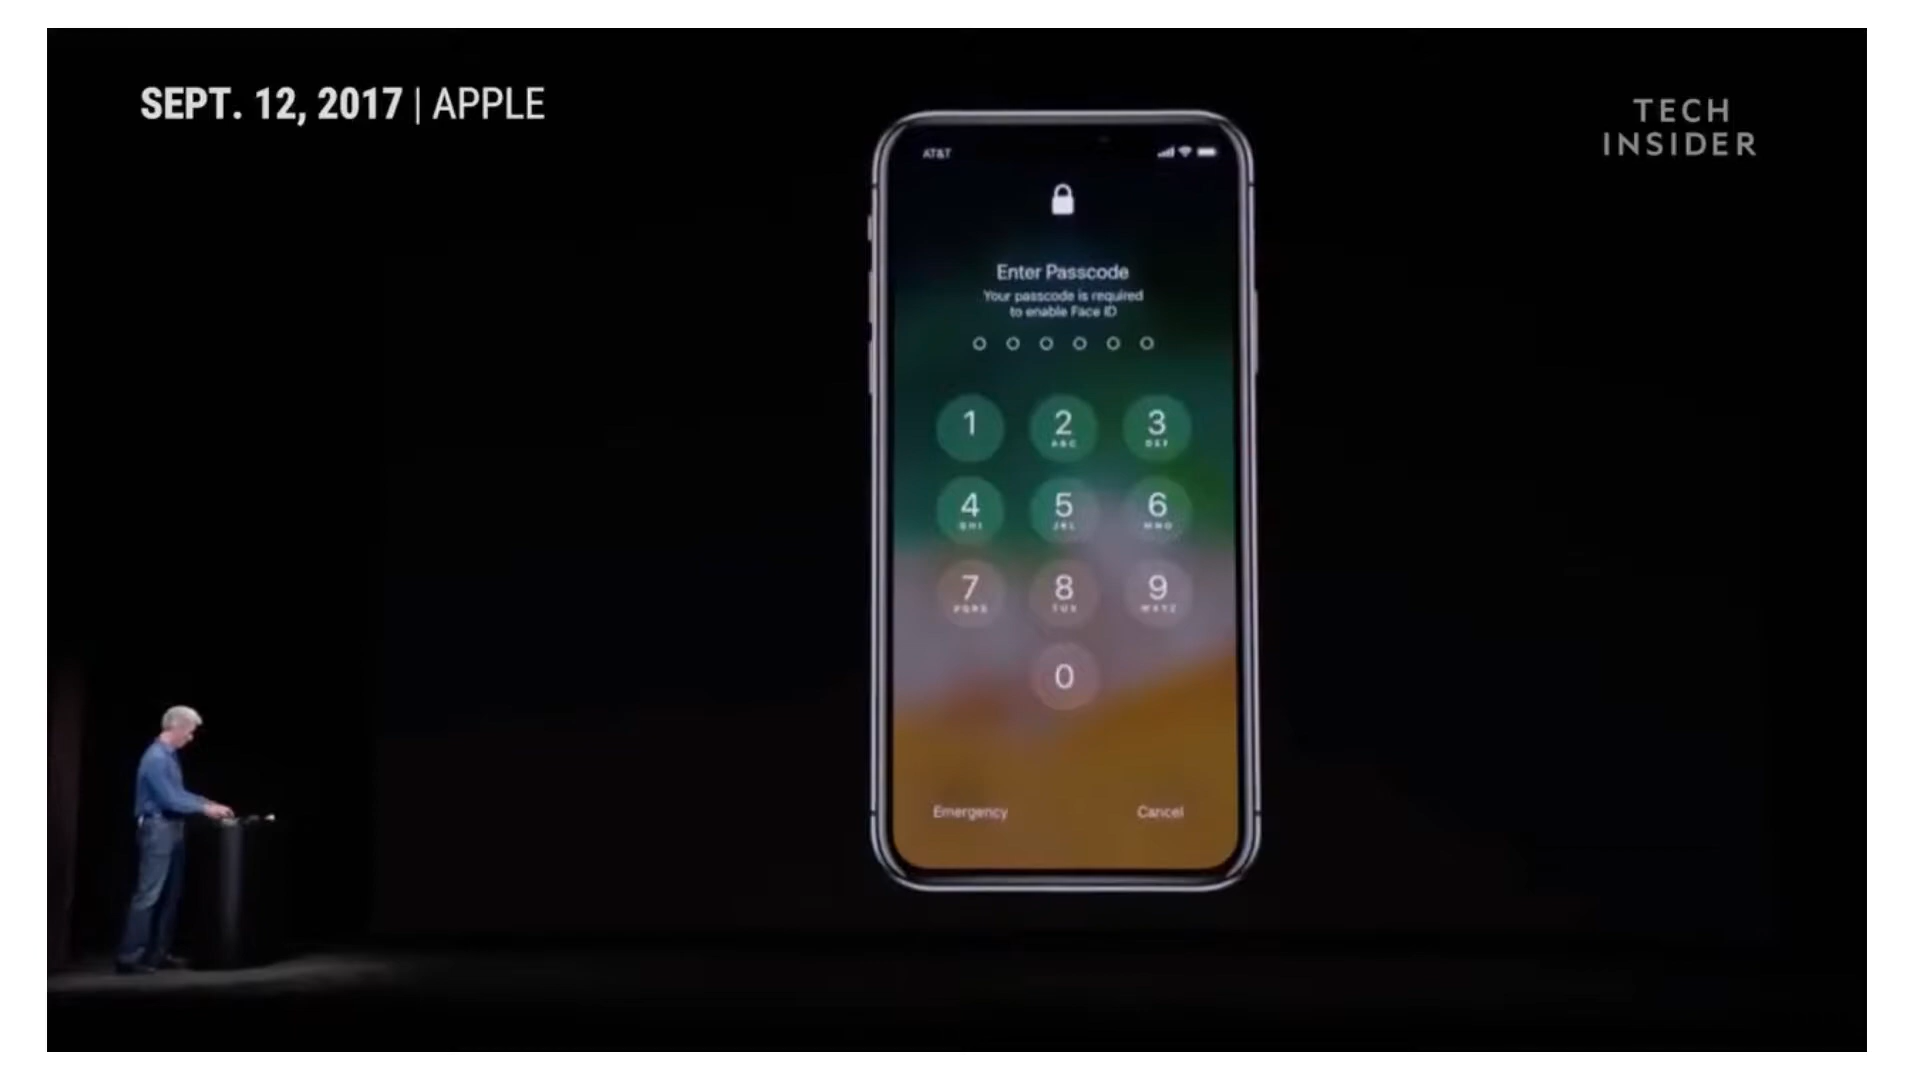 SEPT. 12, 2017 | APPLE
TECH
INSIDER
AT&T
Enter Passcode
Your passcode is required
to enable Face ID
1
2
ABC
3
DEF
4
GHI
5
JKL
6
MNO
7
PQRS
8
TUV
9
WXYZ
0
Emergency
Cancel